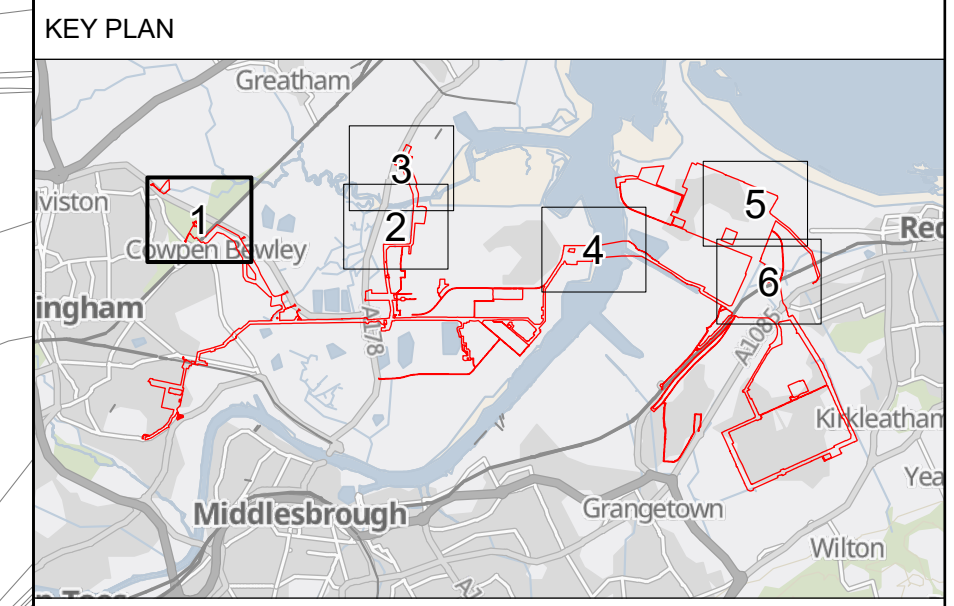 KEY PLAN
Greatham
3
1
5
lviston
2
Red
Cowpen Bewley
4
6
ingham
A178
A1085
Kirkleatham
Yea
Middlesbrough
Grangetown
Wilton
n Tees